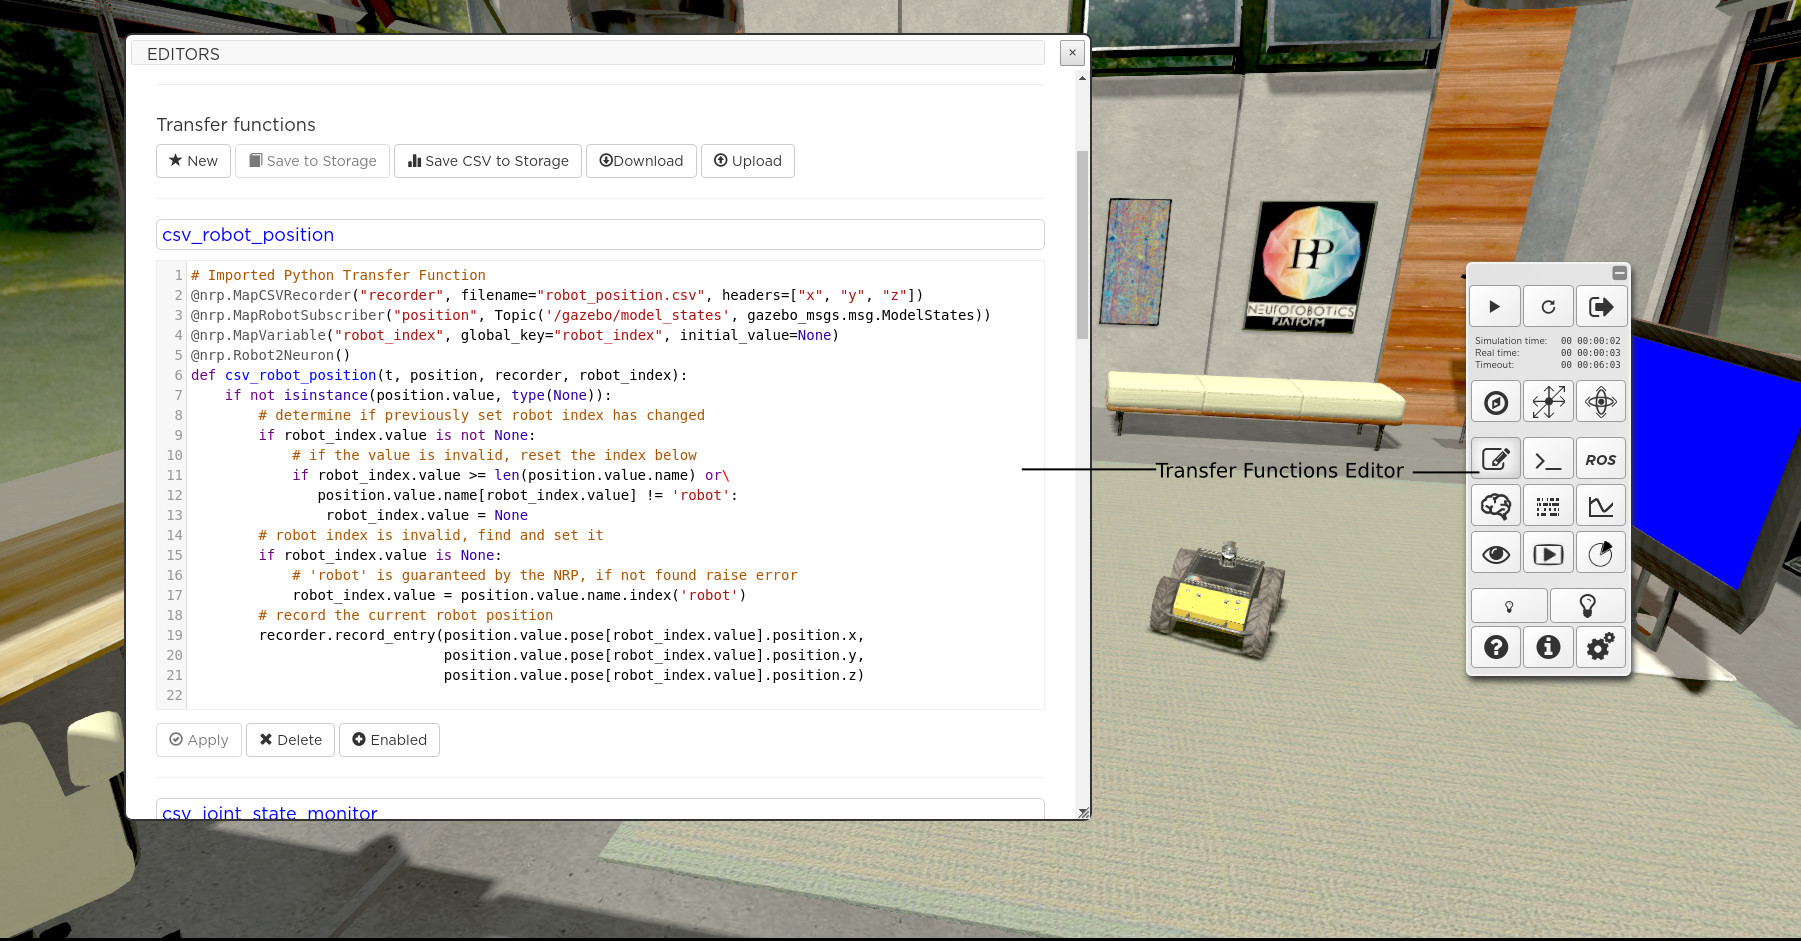 EDITORS
×
Transfer functions
New
Save to Storage
Save CSV to Storage
Download
Upload
csv_robot_position
1 # Imported Python Transfer Function
2 @nrp.MapCSVRecorder("recorder", filename="robot_position.csv", headers=["x", "y", "z"])
3 @nrp.MapRobotSubscriber("position", Topic('/gazebo/model_states', gazebo_msgs.msg.ModelStates))
4 @nrp.MapVariable("robot_index", global_key="robot_index", initial_value=None)
5 @nrp.Robot2Neuron()
6 def csv_robot_position(t, position, recorder, robot_index):
7     if not isinstance(position.value, type(None)):
8         # determine if previously set robot index has changed
9         if robot_index.value is not None:
10             # if the value is invalid, reset the index below
11             if robot_index.value >= len(position.value.name) or\
12                position.value.name[robot_index.value] != 'robot':
13                 robot_index.value = None
14         # robot index is invalid, find and set it
15         if robot_index.value is None:
16             # 'robot' is guaranteed by the NRP, if not found raise error
17             robot_index.value = position.value.name.index('robot')
18         # record the current robot position
19         recorder.record_entry(position.value.pose[robot_index.value].position.x,
20                               position.value.pose[robot_index.value].position.y,
21                               position.value.pose[robot_index.value].position.z)
22
Apply
Delete
Enabled
csv_joint_state_monitor
HBP
NEUROROBOTICS
PLATFORM
Transfer Functions Editor
Simulation time: 00 00:00:02
Real time: 00 00:00:03
Timeout: 00 00:06:03
>_
ROS
?
i